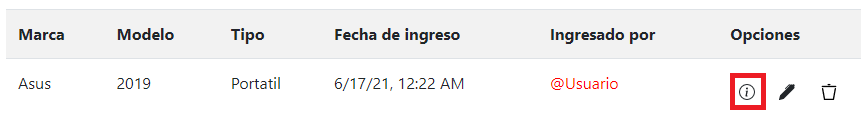 Marca Modelo Tipo Fecha de ingreso Ingresado por Opciones
Asus 2019 Portatil 6/17/21, 12:22 AM @Usuario